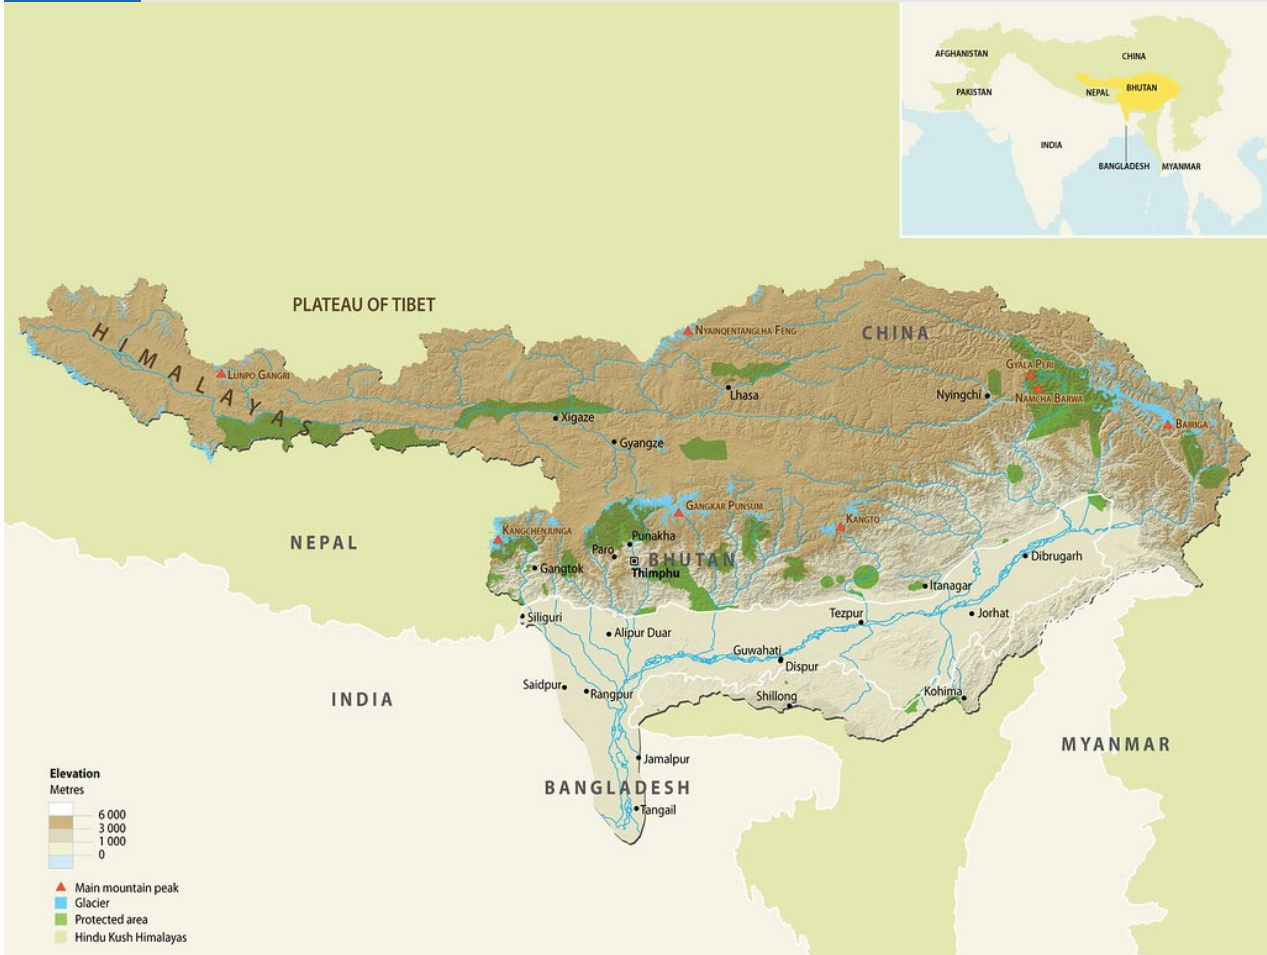 AFGHANISTAN
CHINA
PAKISTAN
NEPAL
BHUTAN
INDIA
BANGLADESH
MYANMAR
PLATEAU OF TIBET
HIMALAYAS
LUNPO GANGRI
NYAINQENTANGLHA FENG
CHINA
GYALA PERI
NAMCHA BARWA
Nyingchi
Lhasa
BAIRIGA
Xigaze
Gyangze
GANGKAR PUNSUM
KANGTO
KANGCHENJUNGA
Punakha
Paro
BHUTAN
Thimphu
Gangtok
NEPAL
Dibrugarh
Itanagar
Siliguri
Tezpur
Jorhat
Alipur Duar
Guwahati
Dispur
Saidpur
Rangpur
Shillong
Kohima
INDIA
MYANMAR
Jamalpur
BANGLADESH
Tangail
Elevation
Metres
6 000
3 000
1 000
0
Main mountain peak
Glacier
Protected area
Hindu Kush Himalayas